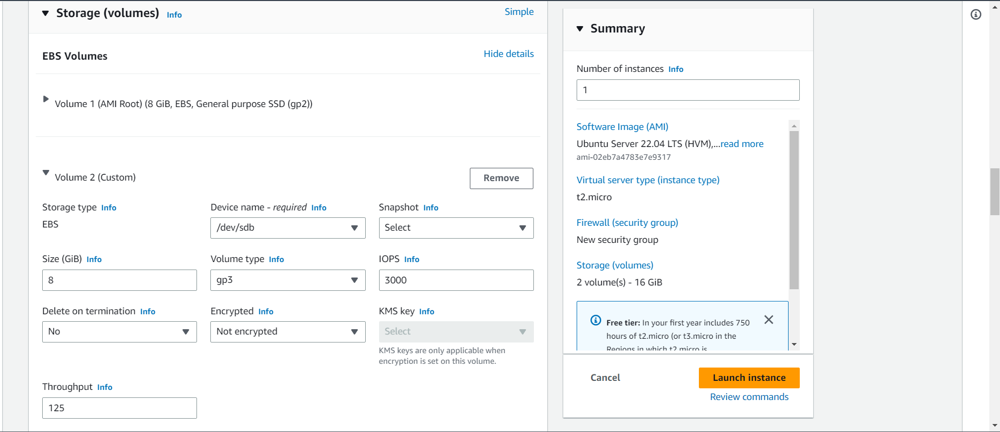 Storage (volumes) Info
Simple
EBS Volumes
Hide details
Volume 1 (AMI Root) (8 GiB, EBS, General purpose SSD (gp2))
Volume 2 (Custom)
Remove
Storage type Info
EBS
Device name - required Info
/dev/sdb
Snapshot Info
Select
Size (GiB) Info
8
Volume type Info
gp3
IOPS Info
3000
Delete on termination Info
No
Encrypted Info
Not encrypted
KMS key Info
Select
KMS keys are only applicable when
encryption is set on this volume.
Throughput Info
125
Summary
Number of instances Info
1
Software Image (AMI)
Ubuntu Server 22.04 LTS (HVM),...read more
ami-02eb7a4783e7e9317
Virtual server type (instance type)
t2.micro
Firewall (security group)
New security group
Storage (volumes)
2 volume(s) - 16 GiB
Free tier: In your first year includes 750
hours of t2.micro (or t3.micro in the
Regions in which t2.micro is
Cancel
Launch instance
Review commands